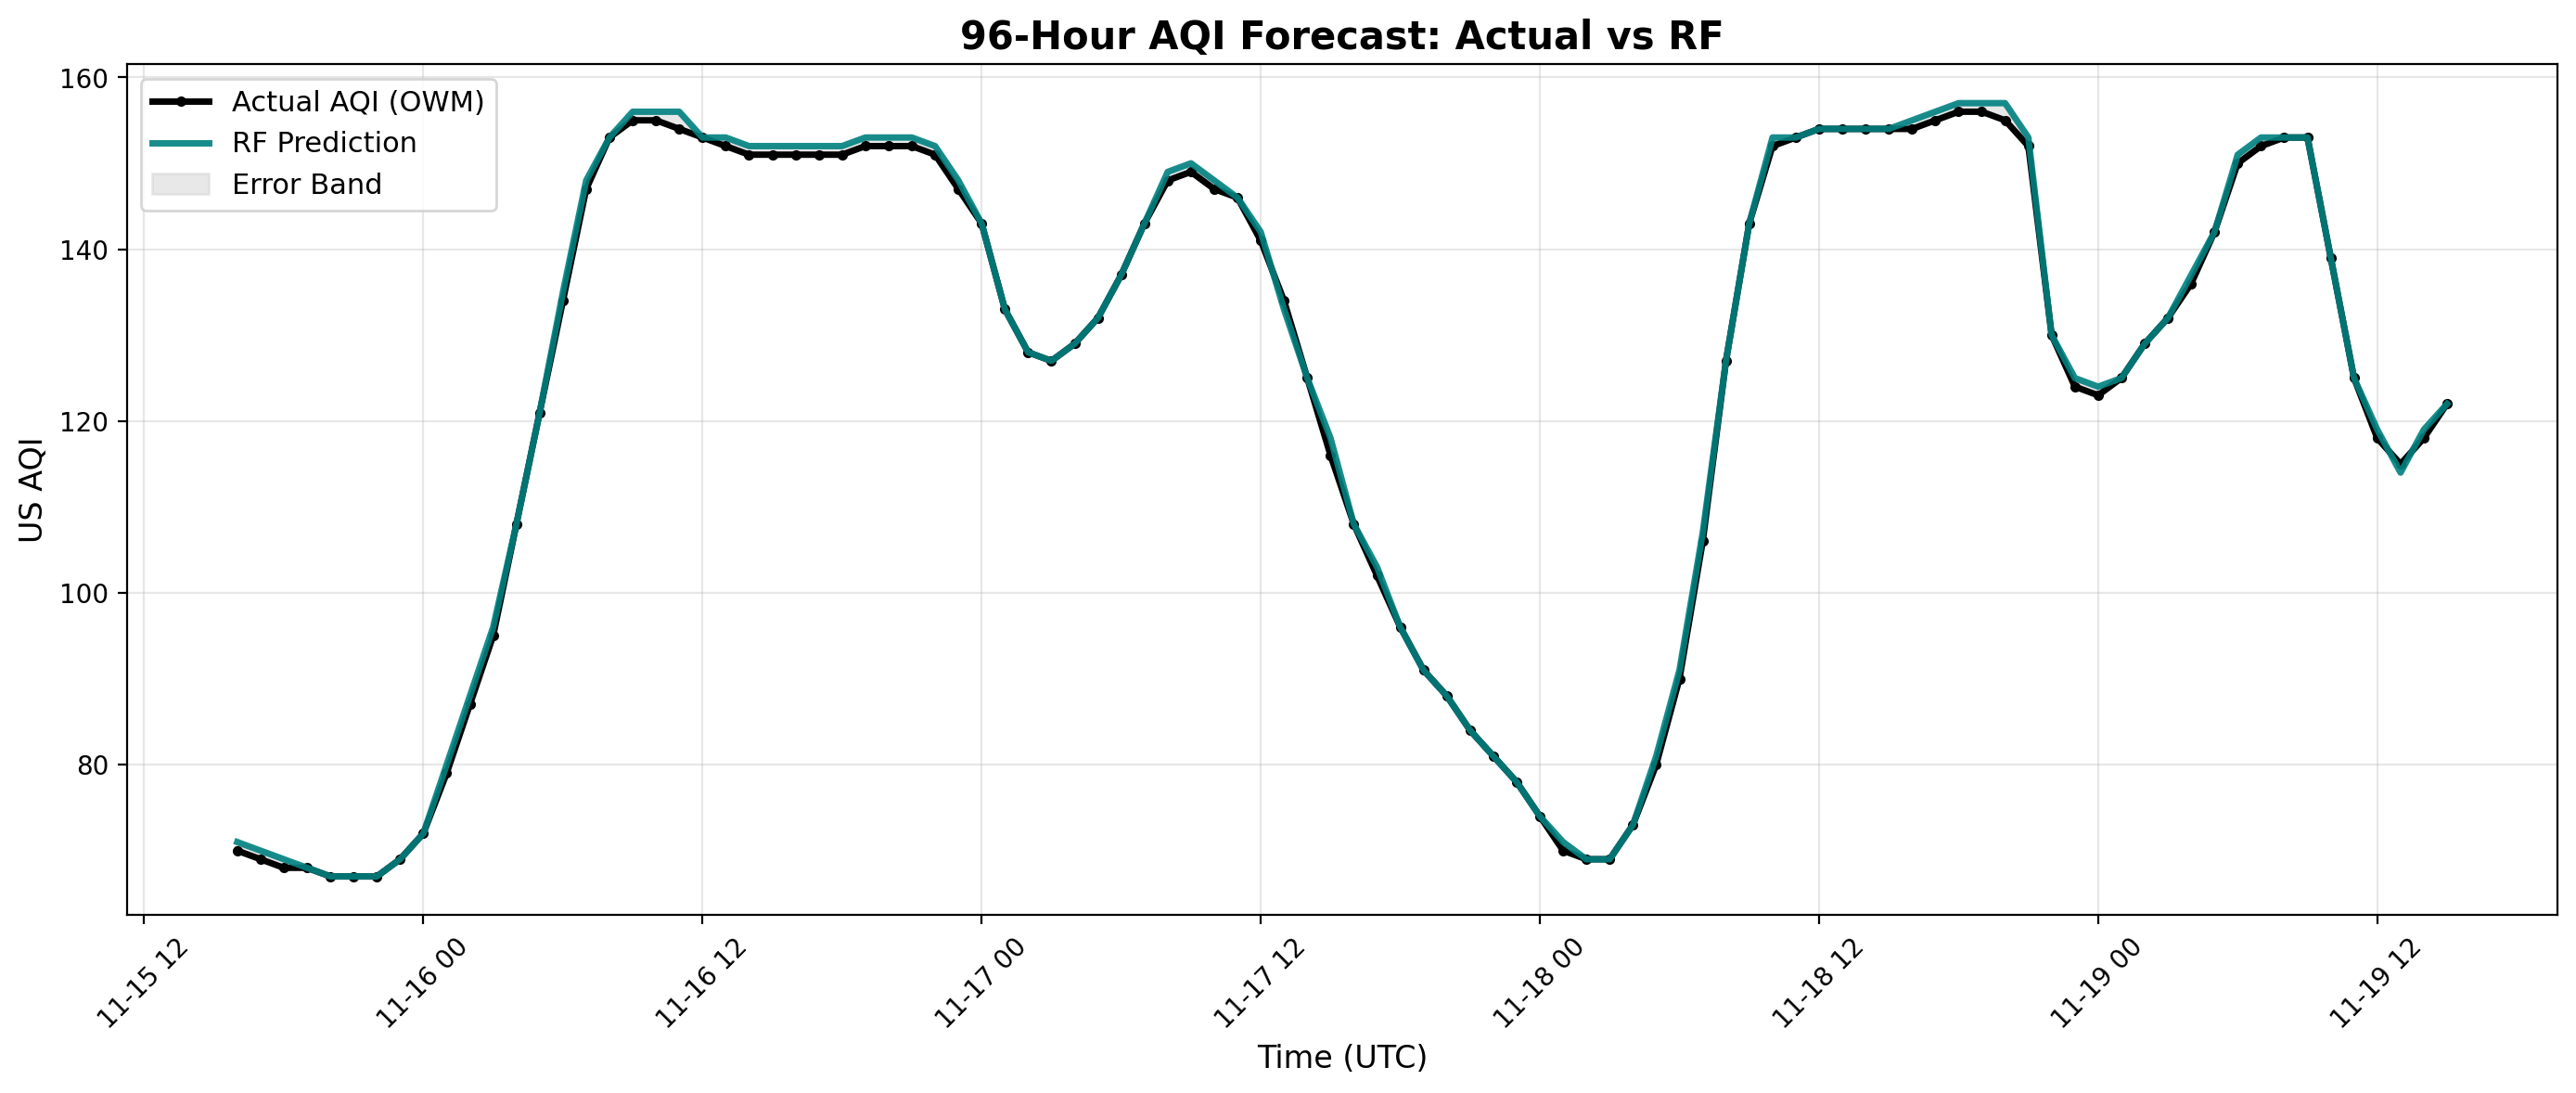 96-Hour AQI Forecast: Actual vs RF
Actual AQI (OWM)
RF Prediction
Error Band
US AQI
160
140
120
100
80
11-15 12
11-16 00
11-16 12
11-17 00
11-17 12
11-18 00
11-18 12
11-19 00
11-19 12
Time (UTC)